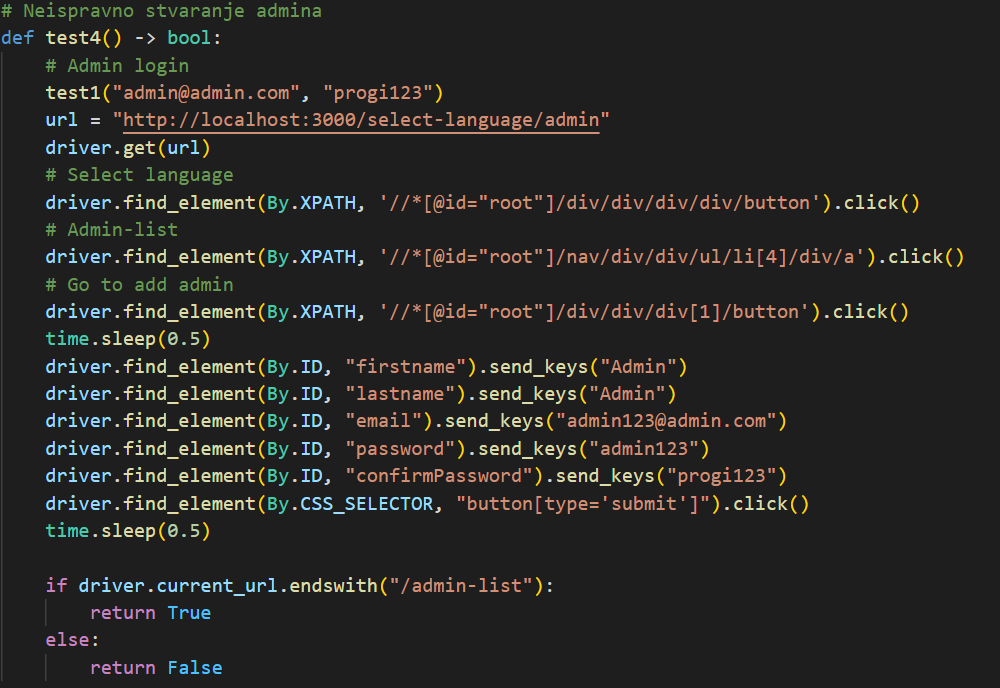 # Neispravno stvaranje admina
def test4() -> bool:
    # Admin login
    test1("admin@admin.com", "progi123")
    url = "http://localhost:3000/select-language/admin"
    driver.get(url)
    # Select language
    driver.find_element(By.XPATH, '//*[@id="root"]/div/div/div/div/button').click()
    # Admin-list
    driver.find_element(By.XPATH, '//*[@id="root"]/nav/div/div/ul/li[4]/div/a').click()
    # Go to add admin
    driver.find_element(By.XPATH, '//*[@id="root"]/div/div/div[1]/button').click()
    time.sleep(0.5)
    driver.find_element(By.ID, "firstname").send_keys("Admin")
    driver.find_element(By.ID, "lastname").send_keys("Admin")
    driver.find_element(By.ID, "email").send_keys("admin123@admin.com")
    driver.find_element(By.ID, "password").send_keys("admin123")
    driver.find_element(By.ID, "confirmPassword").send_keys("progi123")
    driver.find_element(By.CSS_SELECTOR, "button[type='submit']").click()
    time.sleep(0.5)

    if driver.current_url.endswith("/admin-list"):
        return True
    else:
        return False